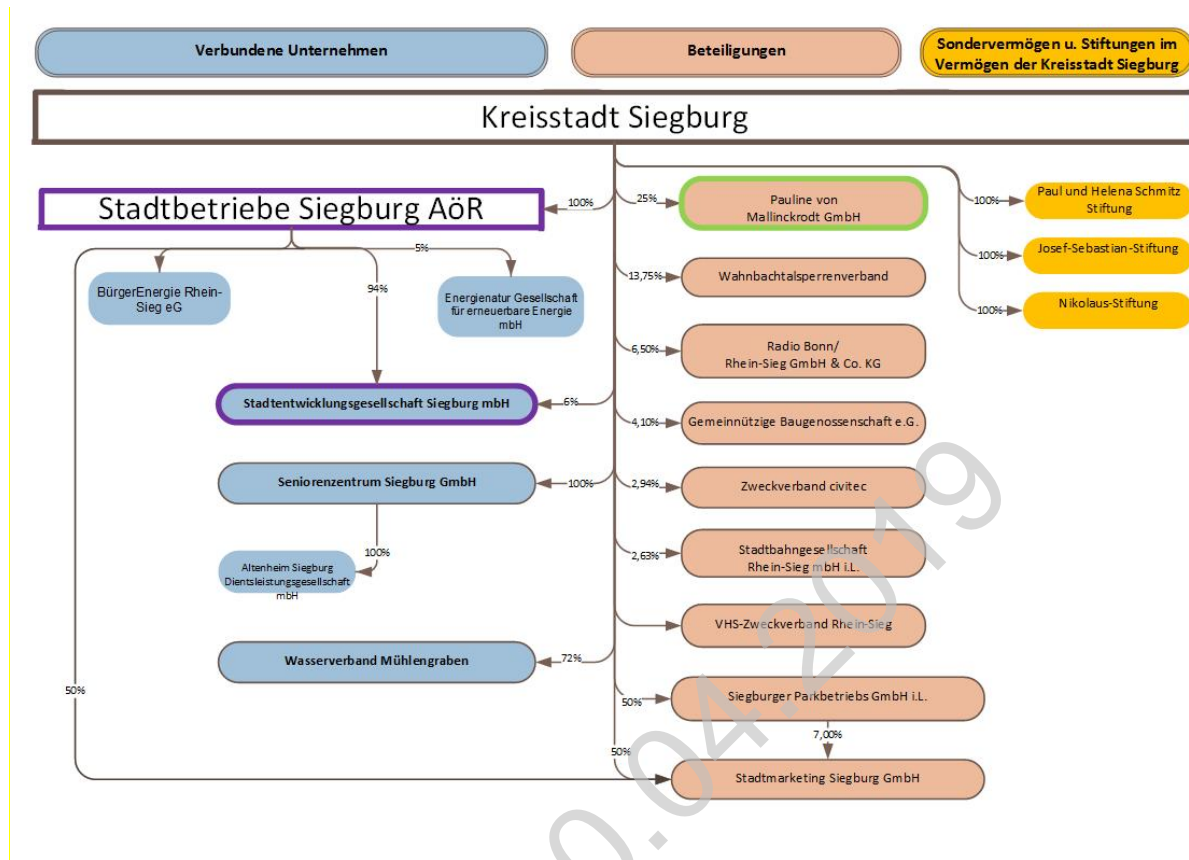 Verbundene Unternehmen
Beteiligungen
Sondervermögen u. Stiftungen im
Vermögen der Kreisstadt Siegburg
Kreisstadt Siegburg
Stadtbetriebe Siegburg AöR
100%
25%
Pauline von
Mallinckrodt GmbH
100%
Paul und Helena Schmitz
Stiftung
5%
100%
Josef-Sebastian-Stiftung
BürgerEnergie Rhein-
Sieg eG
94%
Energienatur Gesellschaft
für erneuerbare Energie
mbH
13,75%
Wahnbachtalsperrenverband
100%
Nikolaus-Stiftung
6,50%
Radio Bonn/
Rhein-Sieg GmbH & Co. KG
Stadtentwicklungsgesellschaft Siegburg mbH
6%
4,10%
Gemeinnützige Baugenossenschaft e.G.
Seniorenzentrum Siegburg GmbH
100%
2,94%
Zweckverband civitec
100%
2,63%
Stadtbahngesellschaft
Rhein-Sieg mbH i.L.
Altenheim Siegburg
Dientsleistungsgesellschaft
mbH
VHS-Zweckverband Rhein-Sieg
Wasserverband Mühlengraben
72%
50%
50%
Siegburger Parkbetriebs GmbH i.L.
7,00%
50%
Stadtmarketing Siegburg GmbH
0.04.2019